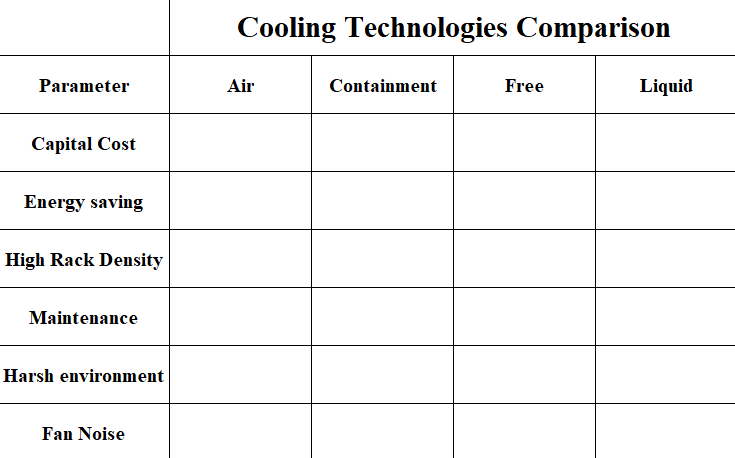 Cooling Technologies Comparison
Parameter Air Containment Free Liquid
Capital Cost
Energy saving
High Rack Density
Maintenance
Harsh environment
Fan Noise